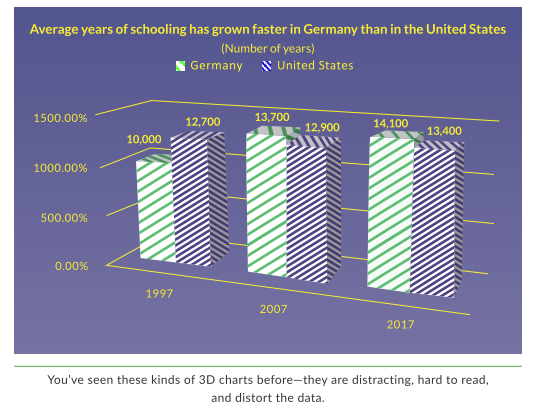 Average years of schooling has grown faster in Germany than in the United States
(Number of years)
Germany United States
1500.00%
1000.00%
500.00%
0.00%
10,000 12,700 13,700 12,900 14,100 13,400
1997
2007
2017
You've seen these kinds of 3D charts before—they are distracting, hard to read,
and distort the data.